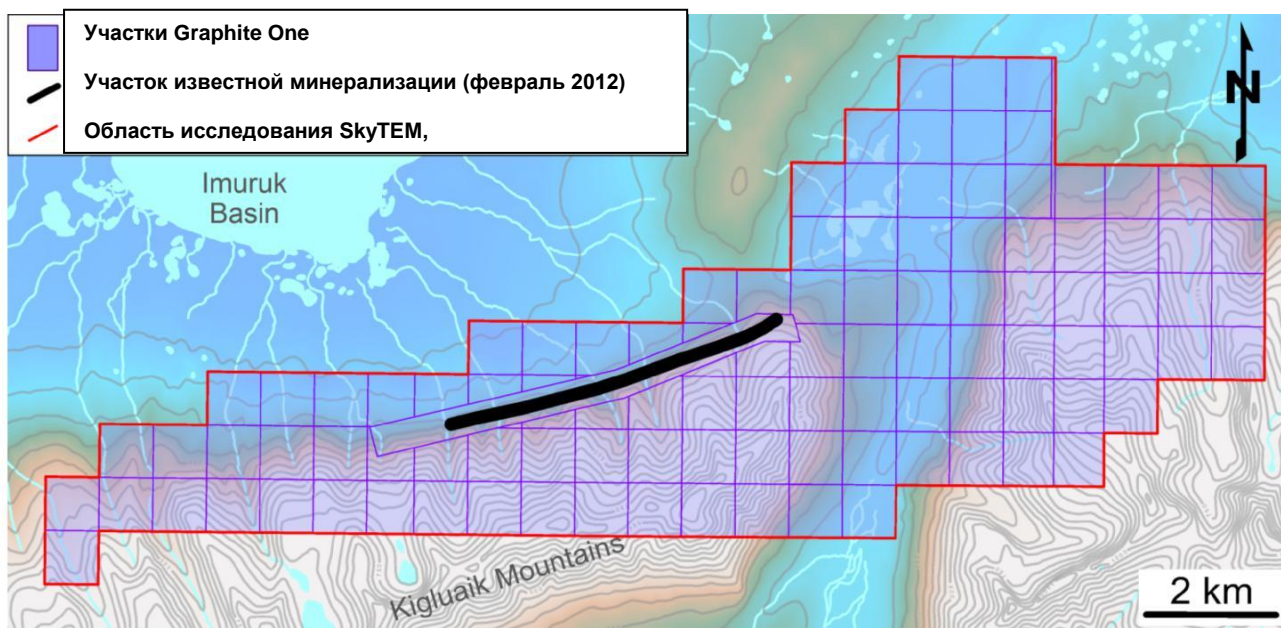 Участки Graphite One
Участок известной минерализации (февраль 2012)
Область исследования SkyTEM,
N
Imuruk
Basin
Kigluaik Mountains
2 km